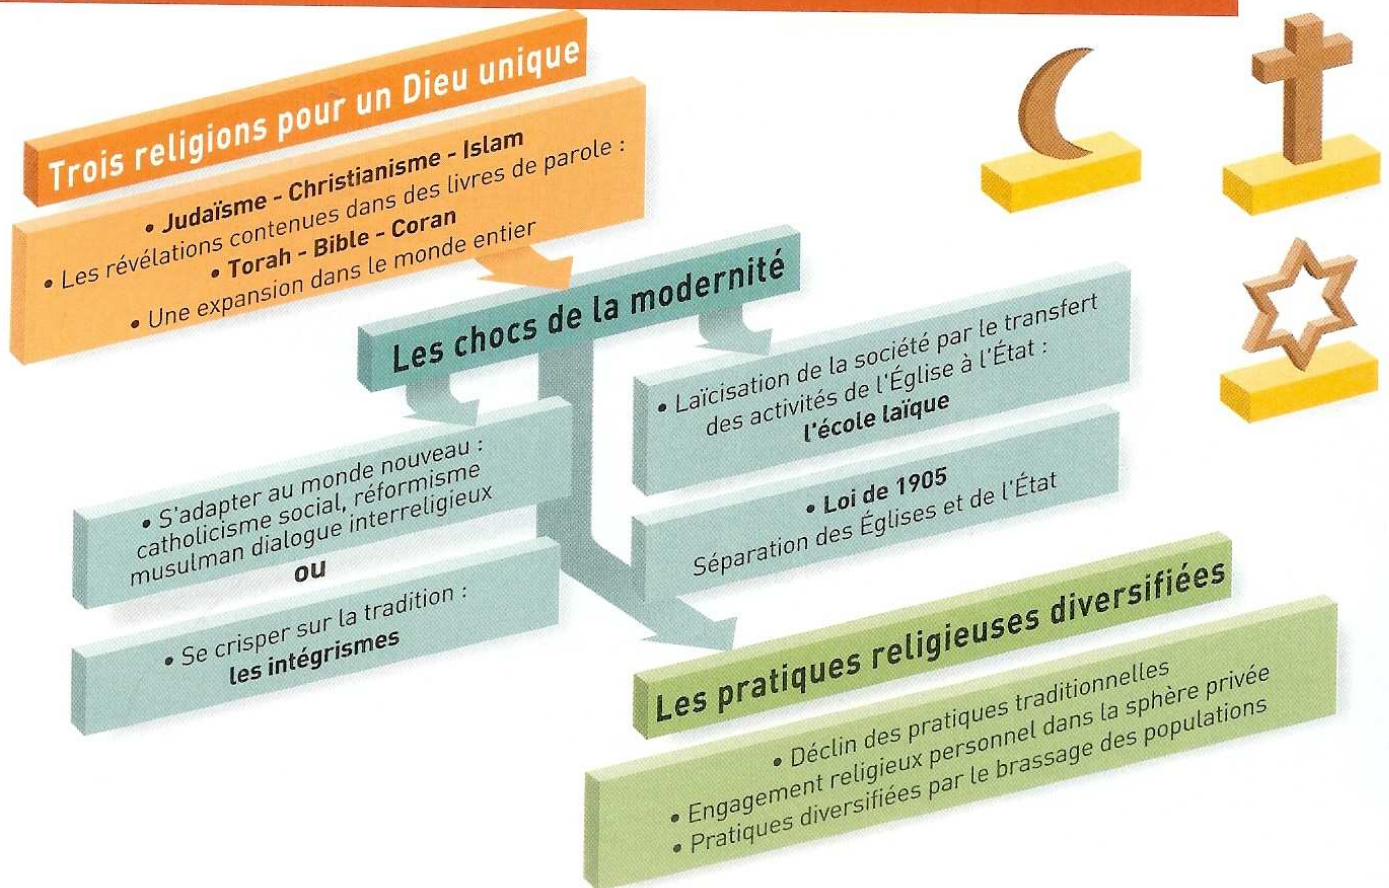 Trois religions pour un Dieu unique
• Judaïsme - Christianisme - Islam
• Les révélations contenues dans des livres de parole :
• Torah - Bible - Coran
• Une expansion dans le monde entier
Les chocs de la modernité
• Laïcisation de la société par le transfert
des activités de l'Église à l'État :
l'école laïque
• Loi de 1905
Séparation des Églises et de l'État
• S'adapter au monde nouveau :
catholicisme social, réformisme
musulman dialogue interreligieux
ou
• Se crisper sur la tradition :
les intégrismes
Les pratiques religieuses diversifiées
• Déclin des pratiques traditionnelles
• Engagement religieux personnel dans la sphère privée
• Pratiques diversifiées par le brassage des populations